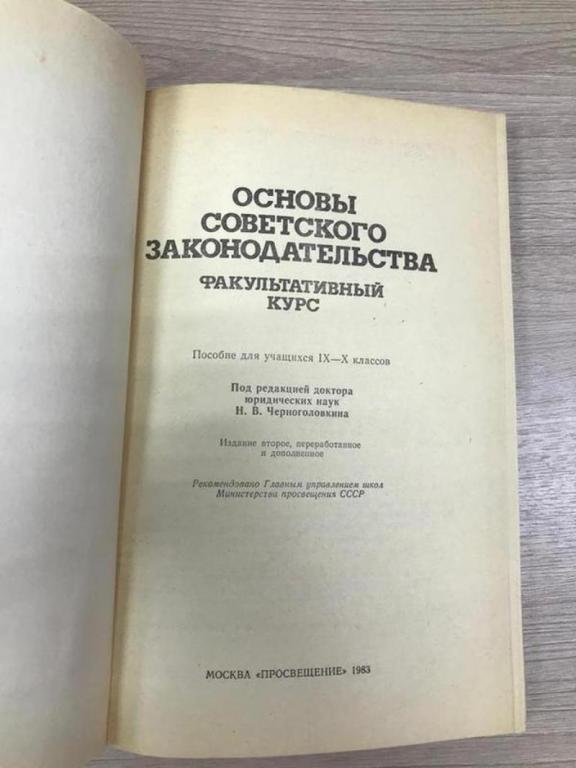 ОСНОВЫ
СОВЕТСКОГО
ЗАКОНОДАТЕЛЬСТВА
ФАКУЛЬТАТИВНЫЙ
КУРС
Пособие для учащихся IX—X классов
Под редакцией доктора
юридических наук
Н. В. Черноголовкина
Издание второе, переработанное
и дополненное
Рекомендовано Главным управлением школ
Министерства просвещения СССР
МОСКВА «ПРОСВЕЩЕНИЕ» 1983